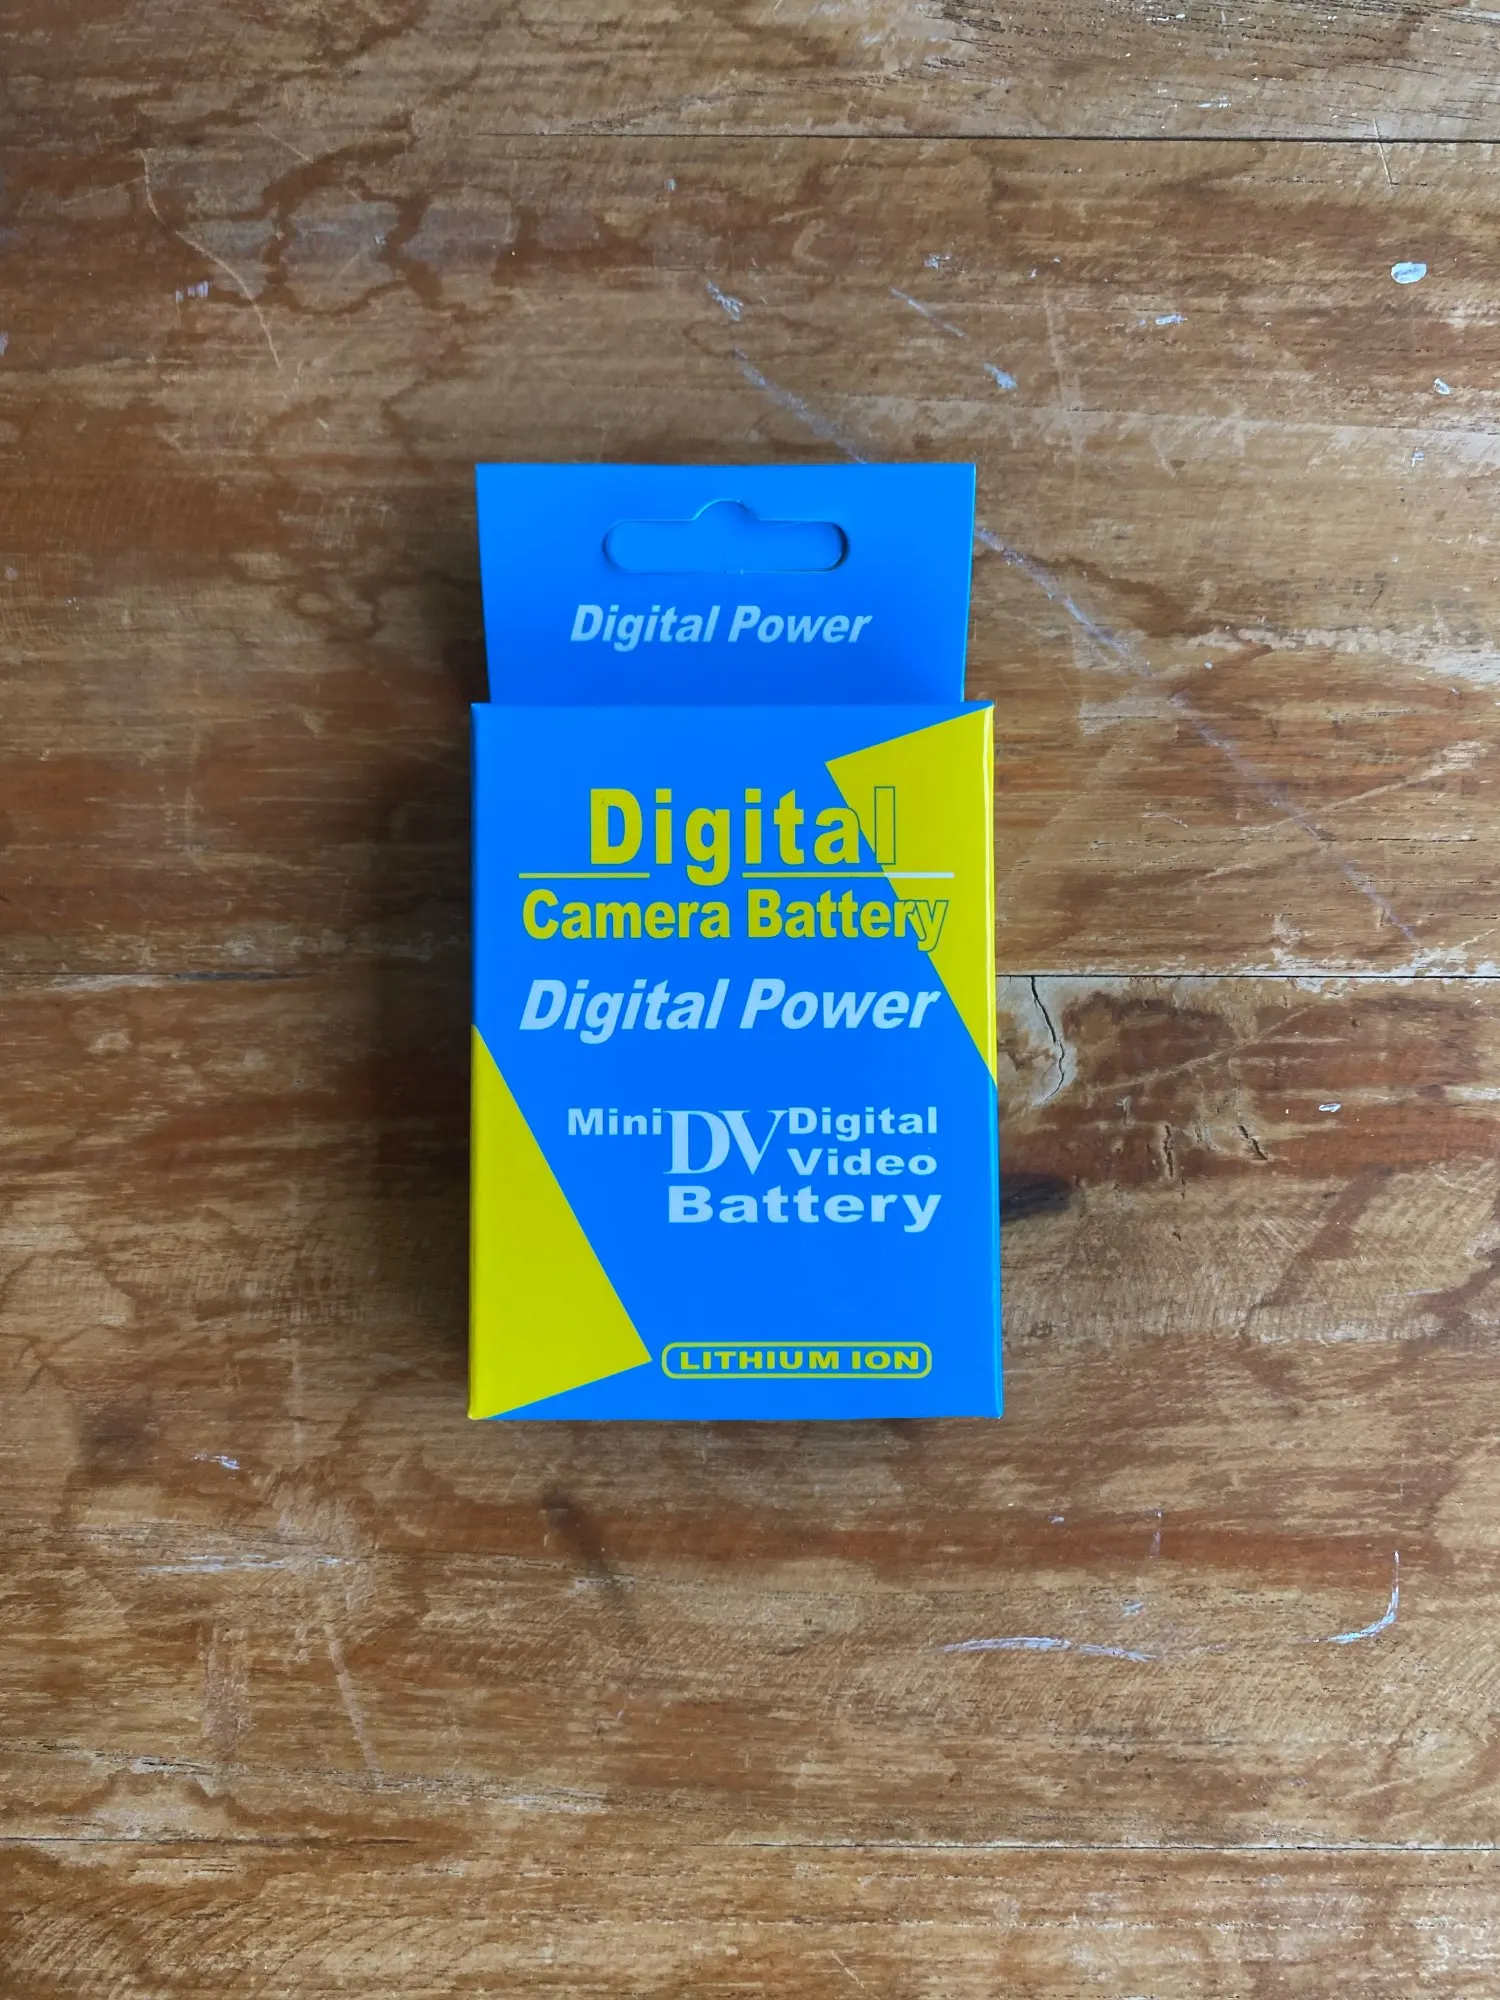 Digital Power
Digital
Camera Battery
Digital Power
Mini DV Digital
Video
Battery
LITHIUM ION